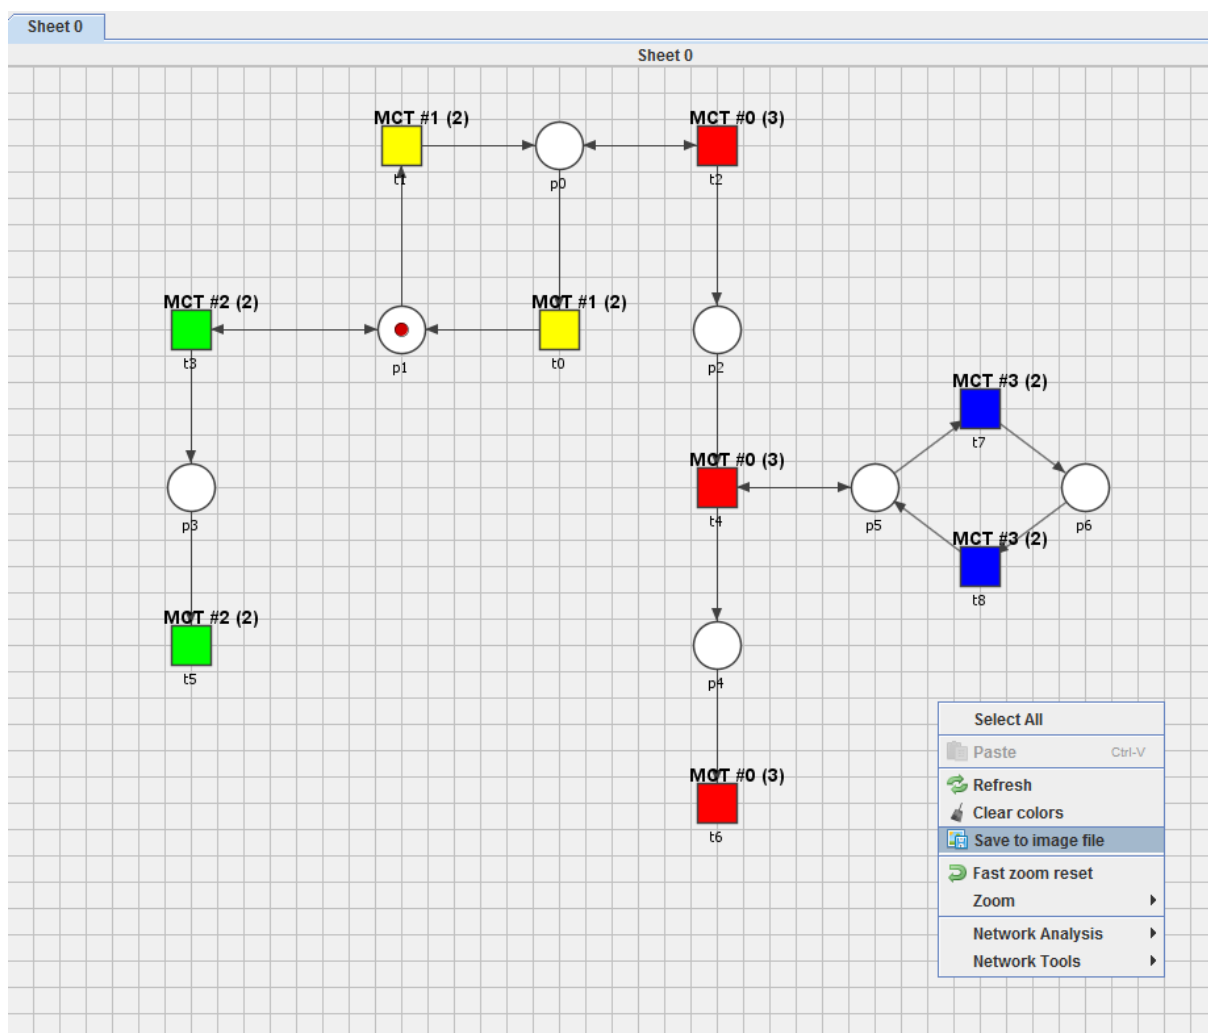 Sheet 0
Sheet 0
MCT #1 (2)
MCT #0 (3)
t1
p0
t2
MCT #2 (2)
MCT #1 (2)
t3
p1
t0
p2
MCT #3 (2)
t7
MCT #0 (3)
p3
t4
p5
p6
MCT #3 (2)
t8
MCT #2 (2)
t5
p4
Select All
Paste Ctrl-V
MCT #0 (3)
Refresh
Clear colors
t6
Save to image file
Fast zoom reset
Zoom
Network Analysis
Network Tools